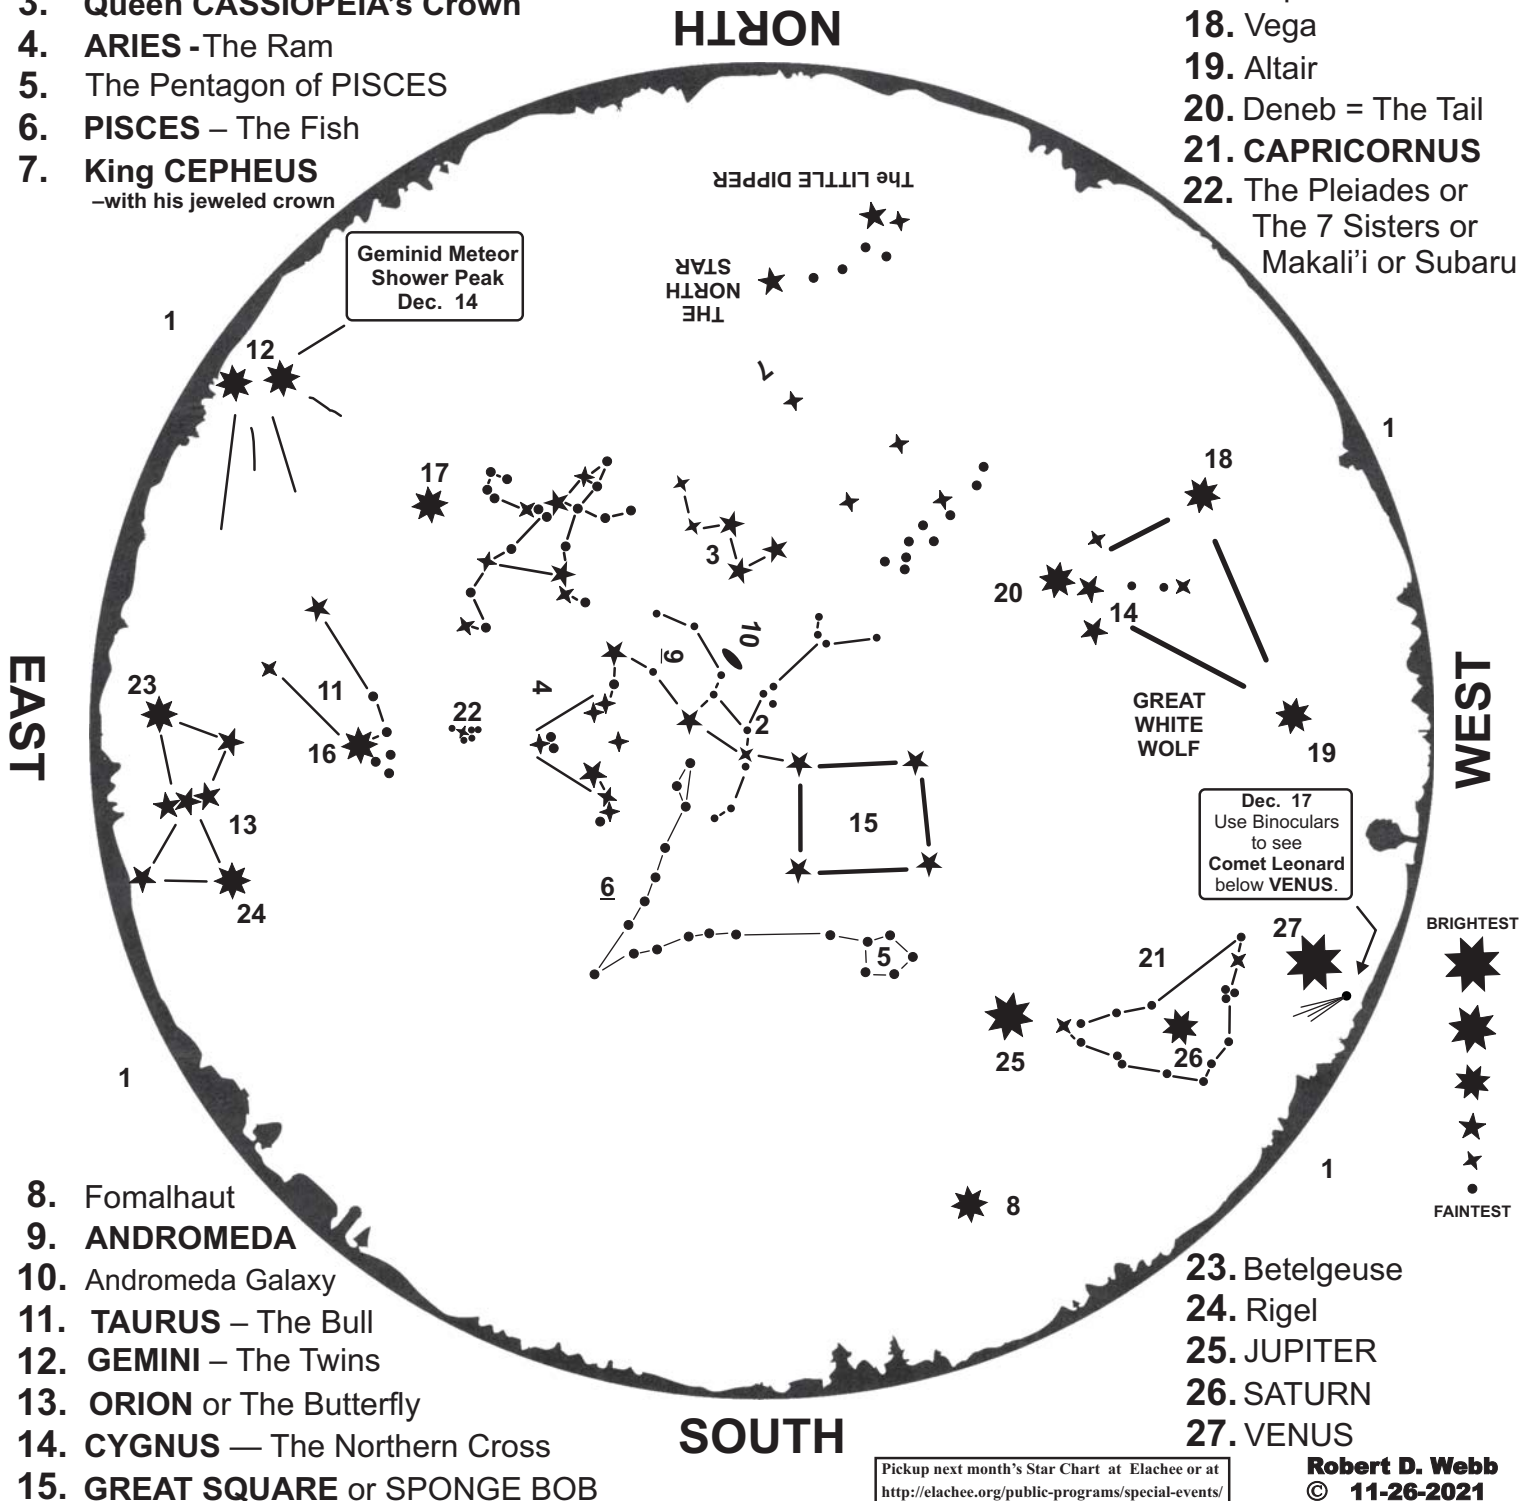 3. Queen CASSIOPEIA's Crown
4. ARIES - The Ram
5. The Pentagon of PISCES
6. PISCES – The Fish
7. King CEPHEUS
–with his jeweled crown
NORTH
18. Vega
19. Altair
20. Deneb = The Tail
21. CAPRICORNUS
22. The Pleiades or
The 7 Sisters or
Makali'i or Subaru
The LITTLE DIPPER
THE
NORTH
STAR
Geminid Meteor
Shower Peak
Dec. 14
1
12
7
1
17
18
3
20
14
10
9
4
2
11
23
22
16
GREAT
WHITE
WOLF
19
EAST
WEST
13
15
24
6
5
Dec. 17
Use Binoculars
to see
Comet Leonard
below VENUS.
27
21
25
26
BRIGHTEST
FAINTEST
1
1
8
8. Fomalhaut
9. ANDROMEDA
10. Andromeda Galaxy
11. TAURUS – The Bull
12. GEMINI – The Twins
13. ORION or The Butterfly
14. CYGNUS — The Northern Cross
15. GREAT SQUARE or SPONGE BOB
SOUTH
23. Betelgeuse
24. Rigel
25. JUPITER
26. SATURN
27. VENUS
Pickup next month's Star Chart at Elachee or at
http://elachee.org/public-programs/special-events/
Robert D. Webb
© 11-26-2021